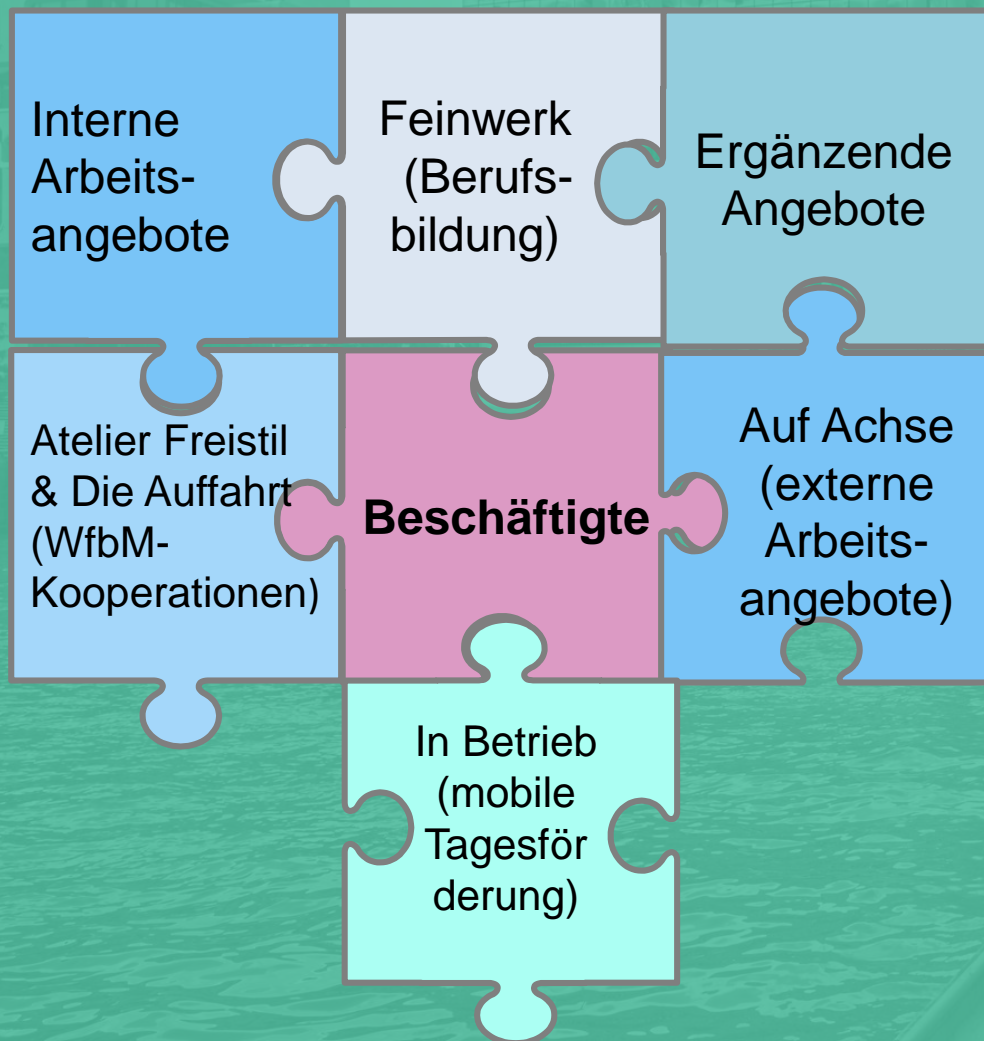 Interne
Arbeits-
angebote
Feinwerk
(Berufs-
bildung)
Ergänzende
Angebote
Atelier Freistil
& Die Auffahrt
(WfbM-
Kooperationen)
Beschäftigte
Auf Achse
(externe
Arbeits-
angebote)
In Betrieb
(mobile
Tagesför
derung)